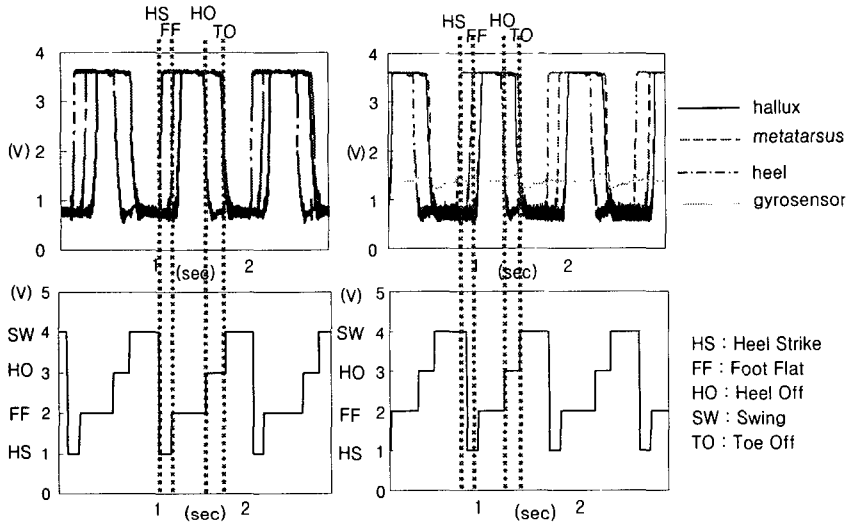 HS HO
FF TO
HS HO
FF TO
4
3
(V) 2
1
0
1 (sec) 2
4
3
(V) 2
1
0
1 (sec) 2
hallux
metatarsus
heel
gyrosensor
(V) 5
SW 4
HO 3
FF 2
HS 1
0
1 (sec) 2
(V) 5
SW 4
HO 3
FF 2
HS 1
0
1 (sec) 2
HS : Heel Strike
FF : Foot Flat
HO : Heel Off
SW : Swing
TO : Toe Off